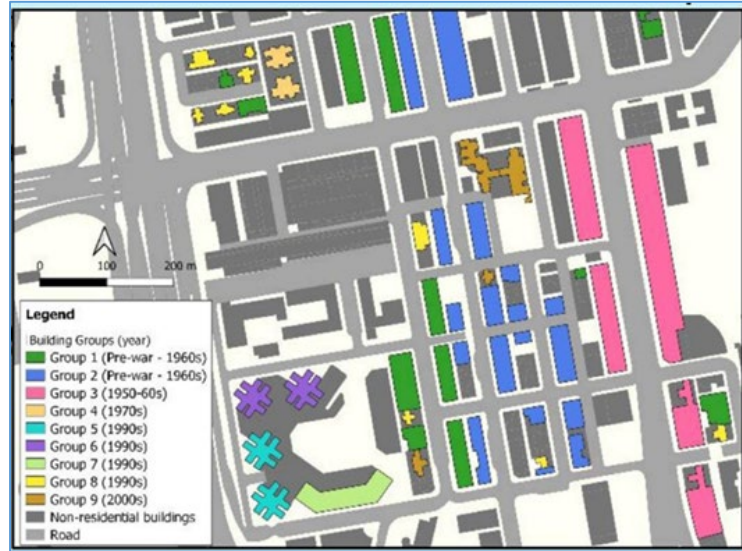 0 100 200 m
Legend
Building Groups (year)
Group 1 (Pre-war - 1960s)
Group 2 (Pre-war - 1960s)
Group 3 (1950-60s)
Group 4 (1970s)
Group 5 (1990s)
Group 6 (1990s)
Group 7 (1990s)
Group 8 (1990s)
Group 9 (2000s)
Non-residential buildings
Road